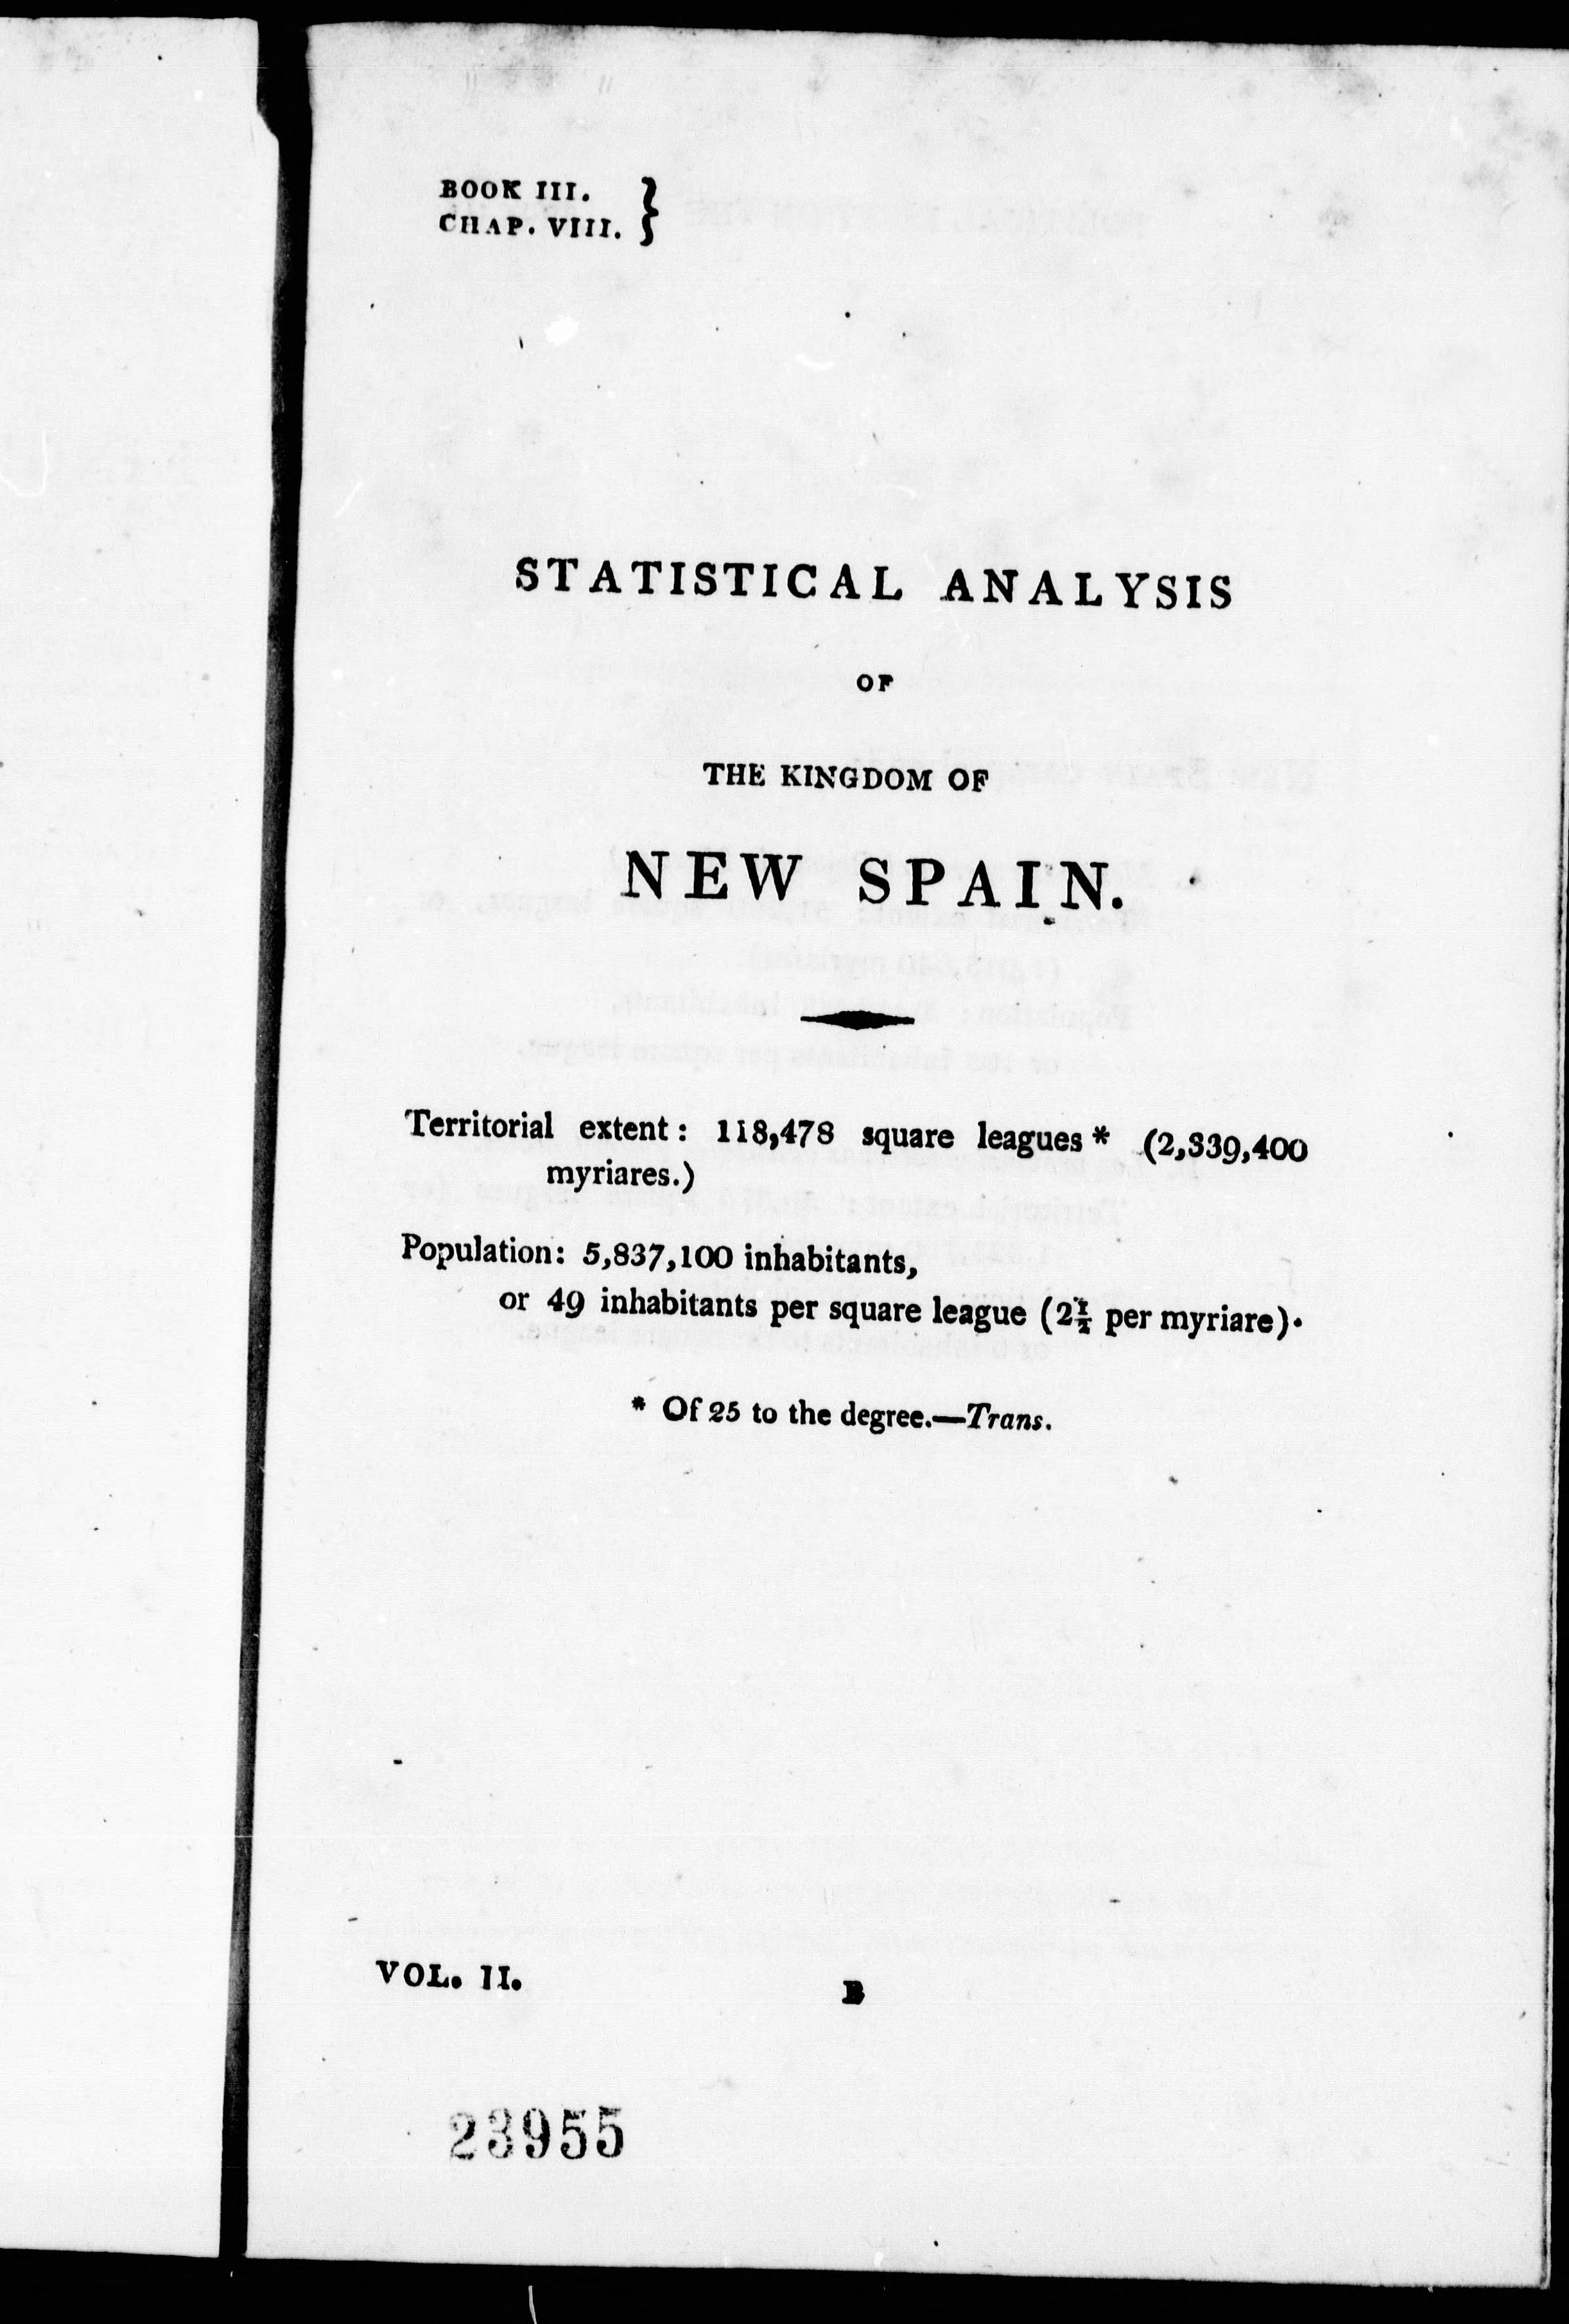 BOOK III.
CHAP. VIII. }
STATISTICAL ANALYSIS
OF
THE KINGDOM OF
NEW SPAIN.
Territorial extent: 118,478 square leagues * (2,339,400
myriares.)
Population: 5,837,100 inhabitants,
or 49 inhabitants per square league (2½ per myriare).
* Of 25 to the degree.—Trans.
VOL. II. B
23955